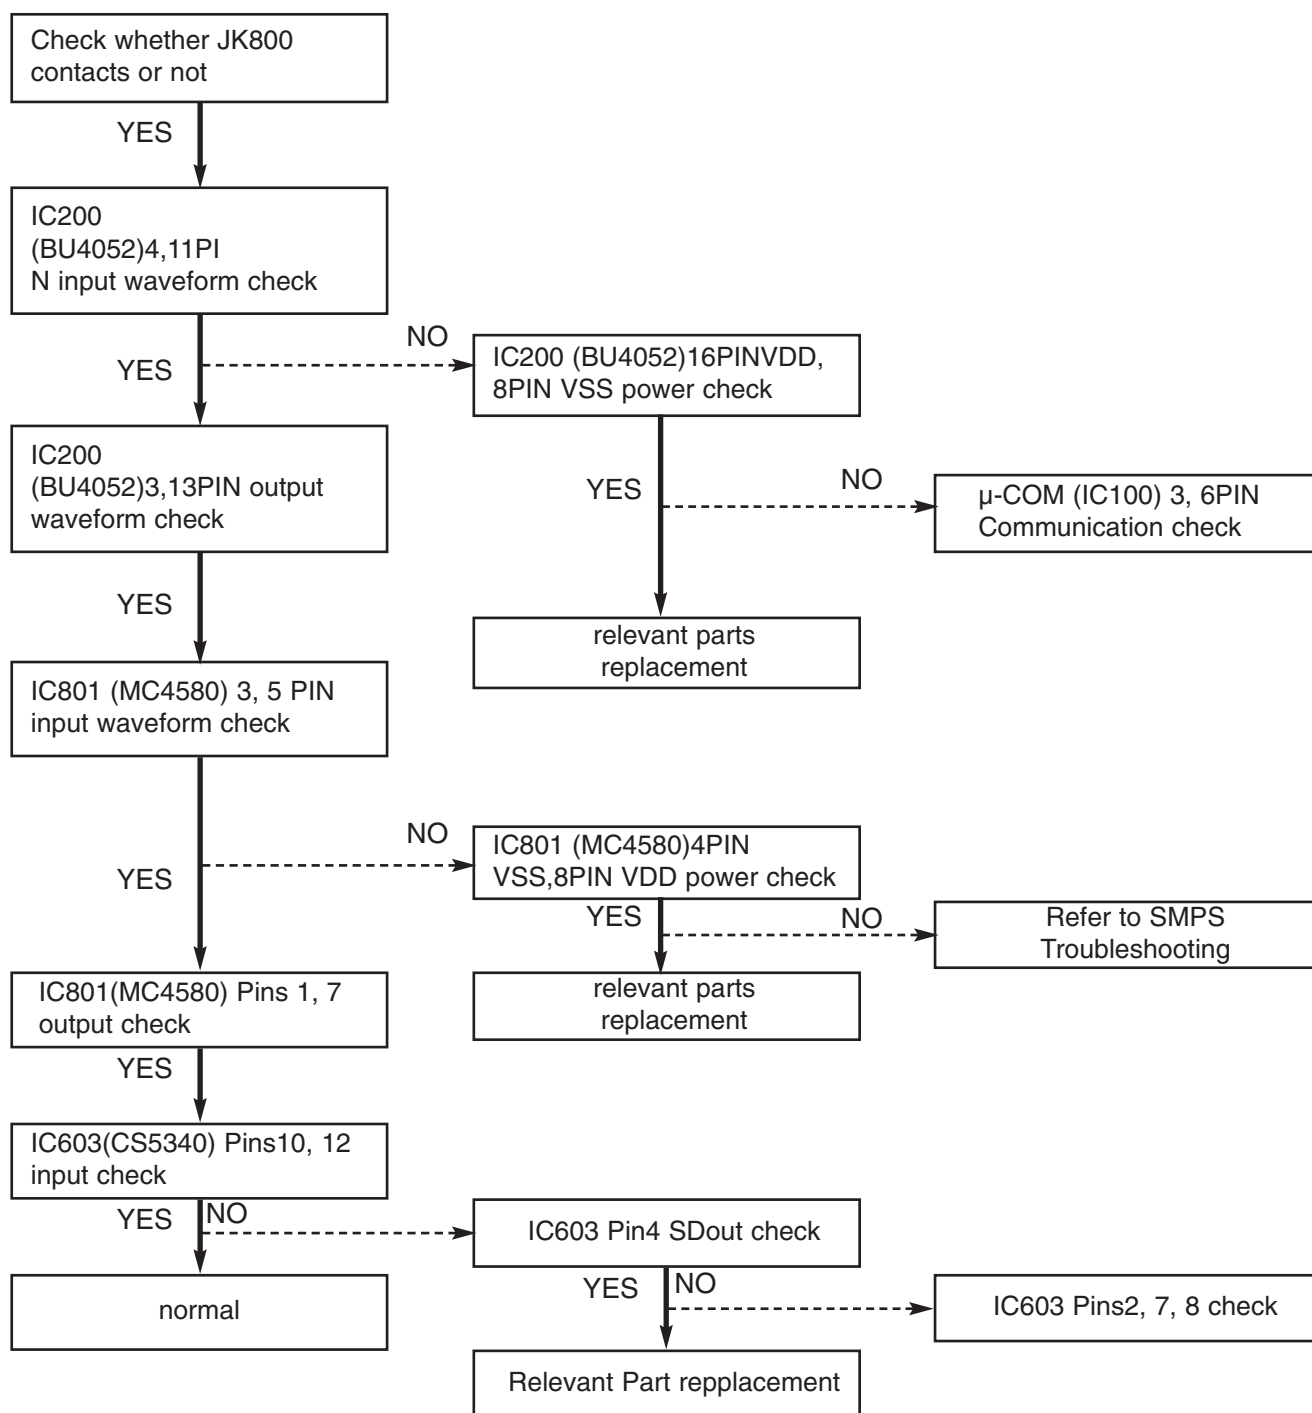 Check whether JK800
contacts or not
YES
IC200
(BU4052)4,11PI
N input waveform check
YES
NO
IC200 (BU4052)16PINVDD,
8PIN VSS power check
IC200
(BU4052)3,13PIN output
waveform check
YES
NO
µ-COM (IC100) 3, 6PIN
Communication check
YES
relevant parts
replacement
IC801 (MC4580) 3, 5 PIN
input waveform check
YES
NO
IC801 (MC4580)4PIN
VSS,8PIN VDD power check
YES
NO
Refer to SMPS
Troubleshooting
IC801(MC4580) Pins 1, 7
output check
relevant parts
replacement
YES
IC603(CS5340) Pins10, 12
input check
YES
NO
IC603 Pin4 SDout check
normal
YES
NO
IC603 Pins2, 7, 8 check
Relevant Part repplacement